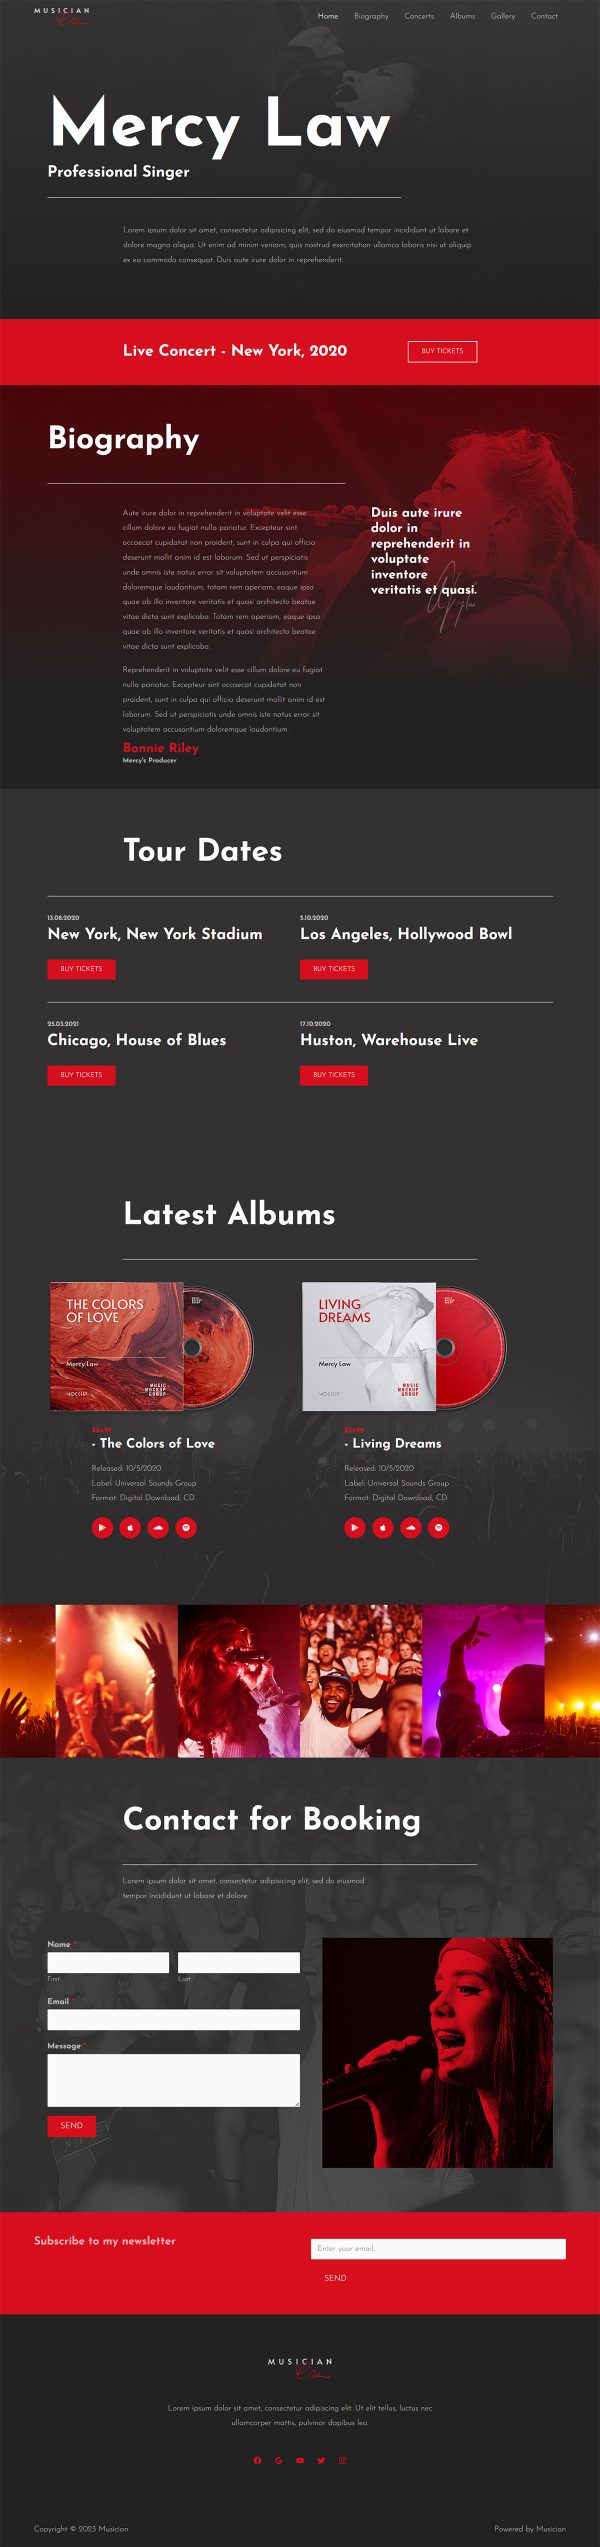 MUSICIAN
Home Biography Concerts Albums Gallery Contact
Mercy Law
Professional Singer
Lorem ipsum dolor sit amet, consectetur adipisicing elit, sed do eiusmod tempor incididunt ut labore et
dolore magna aliqua. Ut enim ad minim veniam, quis nostrud exercitation ullamco laboris nisi ut aliquip
ex ea commodo consequat. Duis aute irure dolor in reprehenderit.
Live Concert - New York, 2020
BUY TICKETS
Biography
Aute irure dolor in reprehenderit in voluptate velit esse
cillum dolore eu fugiat nulla pariatur. Excepteur sint
occaecat cupidatat non proident, sunt in culpa qui officia
deserunt mollit anim id est laborum. Sed ut perspiciatis
unde omnis iste natus error sit voluptatem accusantium
doloremque laudantium, totam rem aperiam, eaque ipsa
quae ab illo inventore veritatis et quasi architecto beatae
vitae dicta sunt explicabo. Totam rem aperiam, eaque ipsa
quae ab illo inventore veritatis et quasi architecto beatae
vitae dicta sunt explicabo.
Reprehenderit in voluptate velit esse cillum dolore eu fugiat
nulla pariatur. Excepteur sint occaecat cupidatat non
proident, sunt in culpa qui officia deserunt mollit anim id est
laborum. Sed ut perspiciatis unde omnis iste natus error sit
voluptatem accusantium doloremque laudantium.
Bonnie Riley
Mercy's Producer
Duis aute irure
dolor in
reprehenderit in
voluptate
inventore
veritatis et quasi.
Tour Dates
13.08.2020
New York, New York Stadium
BUY TICKETS
5.10.2020
Los Angeles, Hollywood Bowl
BUY TICKETS
25.03.2021
Chicago, House of Blues
BUY TICKETS
17.10.2020
Huston, Warehouse Live
BUY TICKETS
Latest Albums
THE COLORS
OF LOVE
Mercy Law
MOCKUP
MUSIC
MOCKUP
GROUP
- The Colors of Love
Released: 10/5/2020
Label: Universal Sounds Group
Format: Digital Download, CD
LIVING
DREAMS
Mercy Law
MOCKUP
MUSIC
MOCKUP
GROUP
- Living Dreams
Released: 10/5/2020
Label: Universal Sounds Group
Format: Digital Download, CD
Contact for Booking
Lorem ipsum dolor sit amet, consectetur adipisicing elit, sed do eiusmod
tempor incididunt ut labore et dolore
Name *
First
Last
Email *
Message *
SEND
Subscribe to my newsletter
Enter your email...
SEND
MUSICIAN
Lorem ipsum dolor sit amet, consectetur adipiscing elit. Ut elit tellus, luctus nec
ullamcorper mattis, pulvinar dapibus leo.
Copyright © 2023 Musician
Powered by Musician